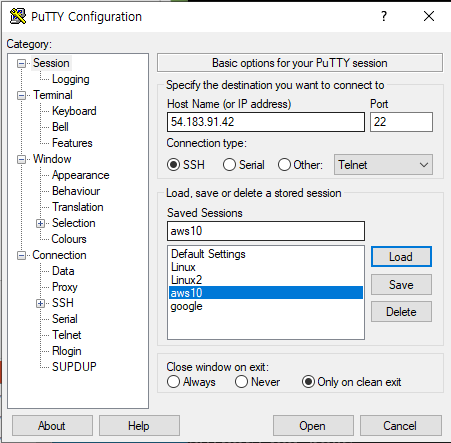 PuTTY Configuration
?
Category:
Session
Logging
Terminal
Keyboard
Bell
Features
Window
Appearance
Behaviour
Translation
Selection
Colours
Connection
Data
Proxy
SSH
Serial
Telnet
Rlogin
SUPDUP
Basic options for your PuTTY session
Specify the destination you want to connect to
Host Name (or IP address) Port
54.183.91.42 22
Connection type:
SSH Serial Other: Telnet
Load, save or delete a stored session
Saved Sessions
aws10
Default Settings
Linux
Linux2
aws10
google
Load
Save
Delete
Close window on exit:
Always Never Only on clean exit
About Help Open Cancel